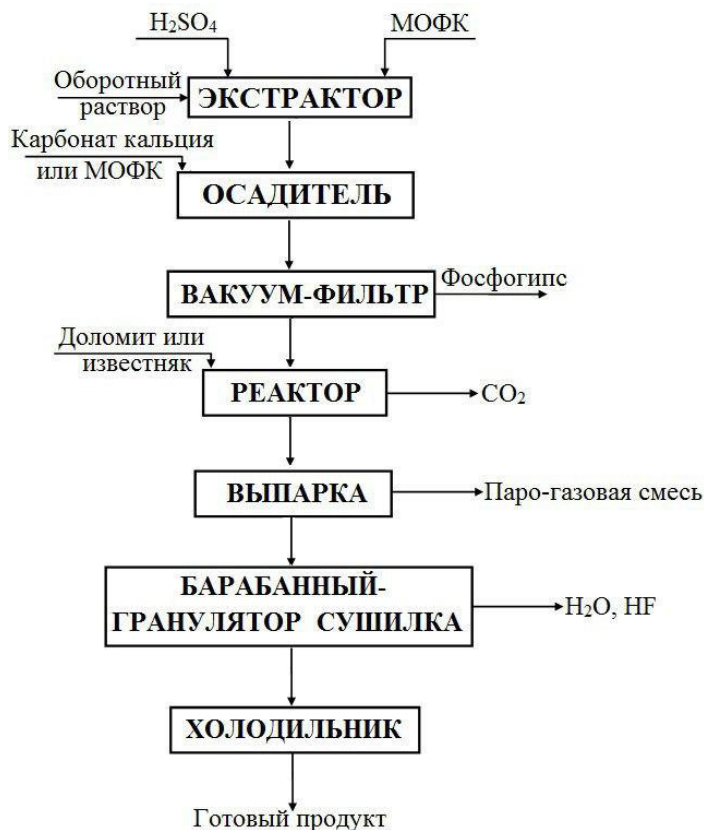 H₂SO₄
МОФК
Оборотный
раствор
ЭКСТРАКТОР
Карбонат кальция
или МОФК
ОСАДИТЕЛЬ
ВАКУУМ-ФИЛЬТР
Фосфогипс
Доломит или
известняк
РЕАКТОР
CO₂
ВЫПАРКА
Паро-газовая смесь
БАРАБАННЫЙ-
ГРАНУЛЯТОР СУШИЛКА
H₂O, HF
ХОЛОДИЛЬНИК
Готовый продукт